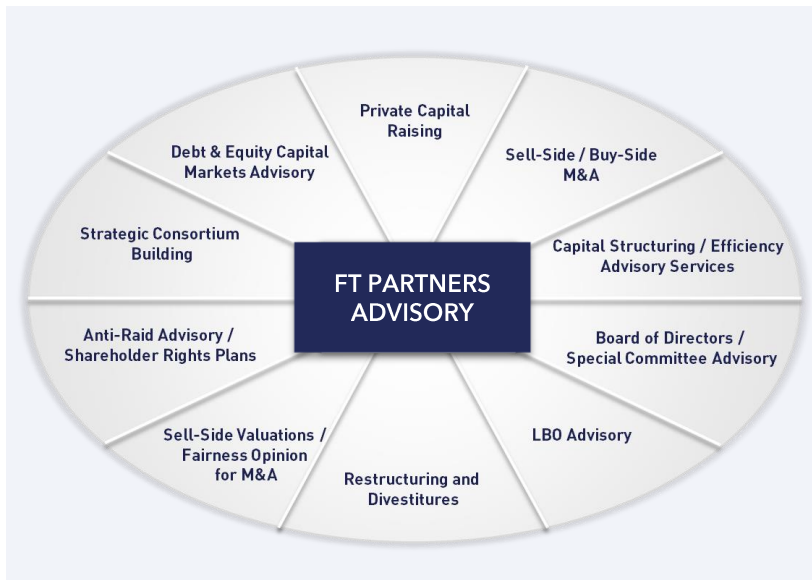 Private Capital
Raising
Sell-Side / Buy-Side
M&A
Capital Structuring / Efficiency
Advisory Services
Board of Directors /
Special Committee Advisory
LBO Advisory
Restructuring and
Divestitures
Sell-Side Valuations /
Fairness Opinion
for M&A
Anti-Raid Advisory /
Shareholder Rights Plans
Strategic Consortium
Building
Debt & Equity Capital
Markets Advisory
FT PARTNERS
ADVISORY